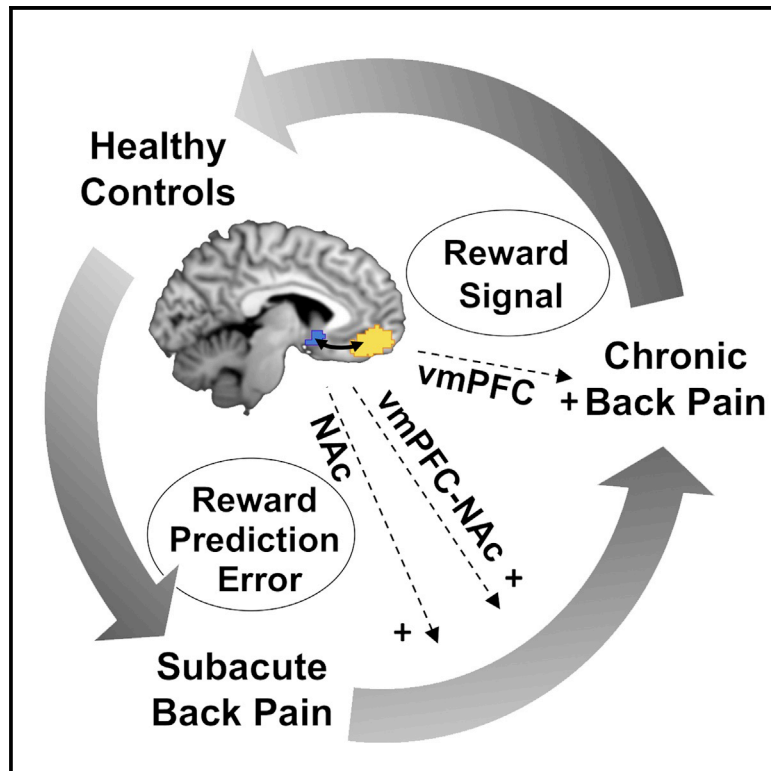 Healthy
Controls
Reward
Signal
vmPFC
+
Chronic
Back Pain
NAc
vmPFC-NAc
+
+
Reward
Prediction
Error
Subacute
Back Pain